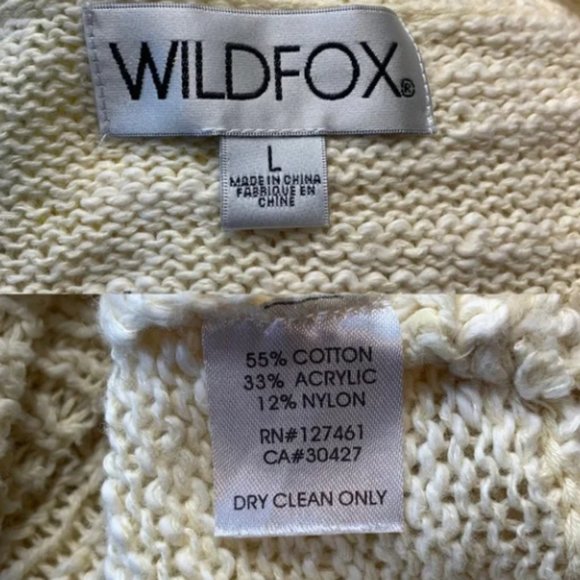 WILDFOX®
L
MADE IN CHINA
FABRIQUE EN
CHINE
55% COTTON
33% ACRYLIC
12% NYLON
RN#127461
CA#30427
DRY CLEAN ONLY